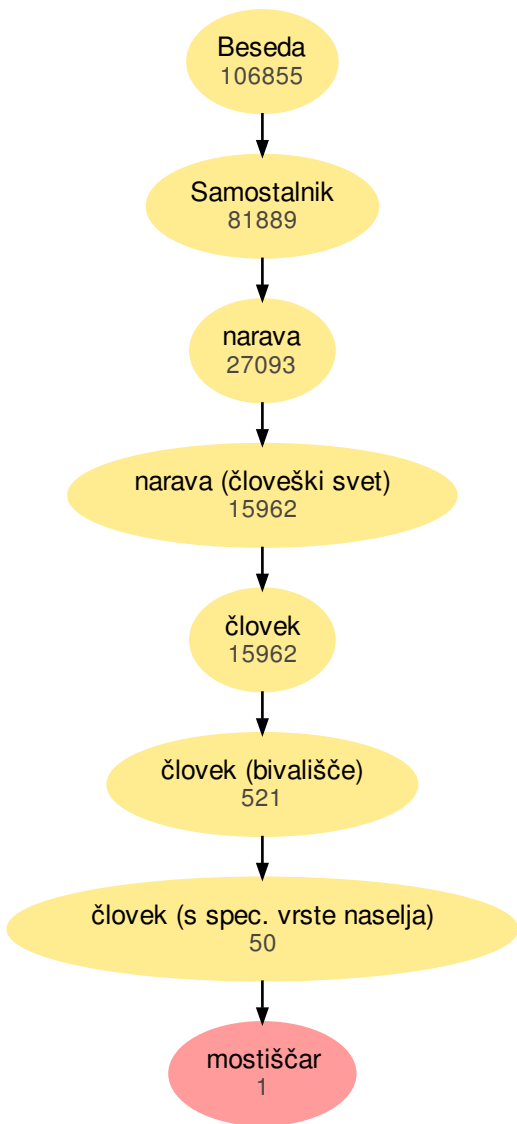 Beseda
106855
Samostalnik
81889
narava
27093
narava (človeški svet)
15962
človek
15962
človek (bivališče)
521
človek (s spec. vrste naselja)
50
mostiščar
1